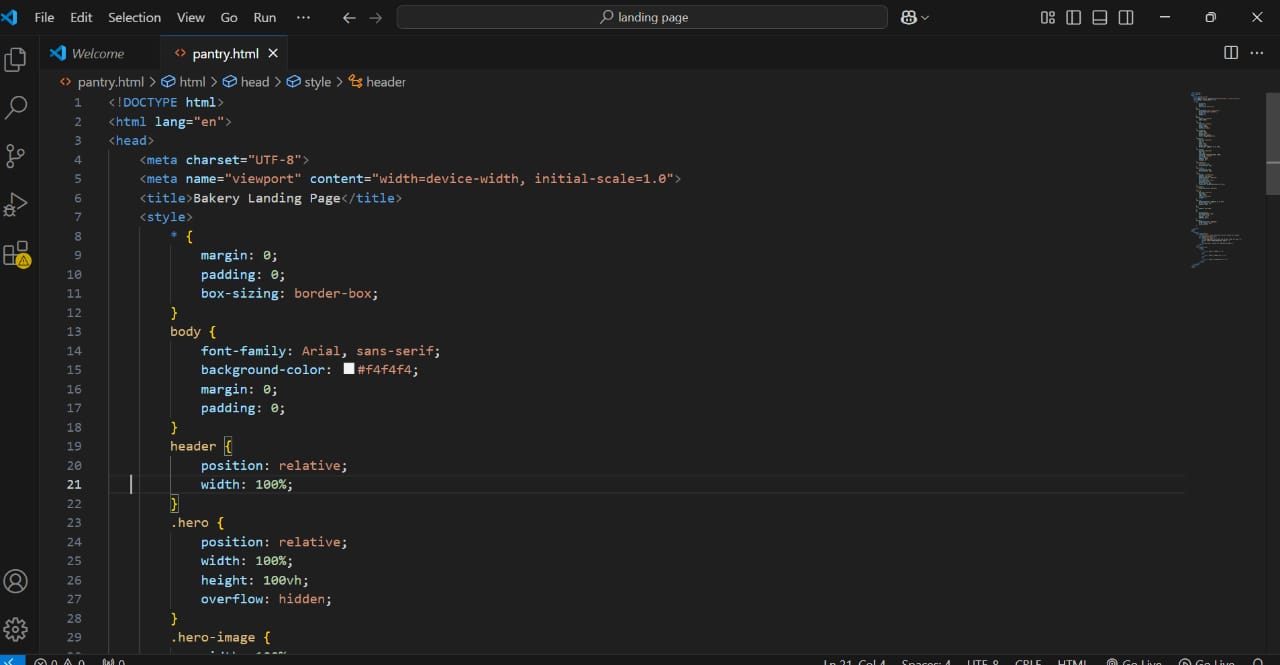 File Edit Selection View Go Run ··· landing page
Welcome pantry.html
pantry.html > html > head > style > header
1 <!DOCTYPE html>
2 <html lang="en">
3 <head>
4 <meta charset="UTF-8">
5 <meta name="viewport" content="width=device-width, initial-scale=1.0">
6 <title>Bakery Landing Page</title>
7 <style>
8 * {
9 margin: 0;
10 padding: 0;
11 box-sizing: border-box;
12 }
13 body {
14 font-family: Arial, sans-serif;
15 background-color: #f4f4f4;
16 margin: 0;
17 padding: 0;
18 }
19 header {
20 position: relative;
21 width: 100%;
22 }
23 .hero {
24 position: relative;
25 width: 100%;
26 height: 100vh;
27 overflow: hidden;
28 }
29 .hero-image {
30 width: 100%
0 0 0 Ln 21, Col 4 Spaces: 4 UTF-8 CRLF HTML Go Live Go Live